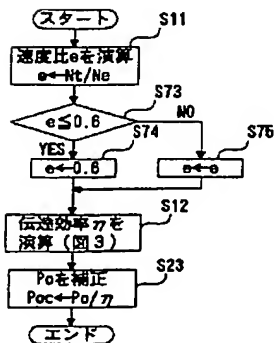 スタート
S11
速度比eを演算
e←Nt/Ne
S73
e≦0.6
S74
NO
S75
YES
e←0.6
e←e
S12
伝達効率ηを
演算(図3)
S23
Poを補正
Poc←Po/η
エンド